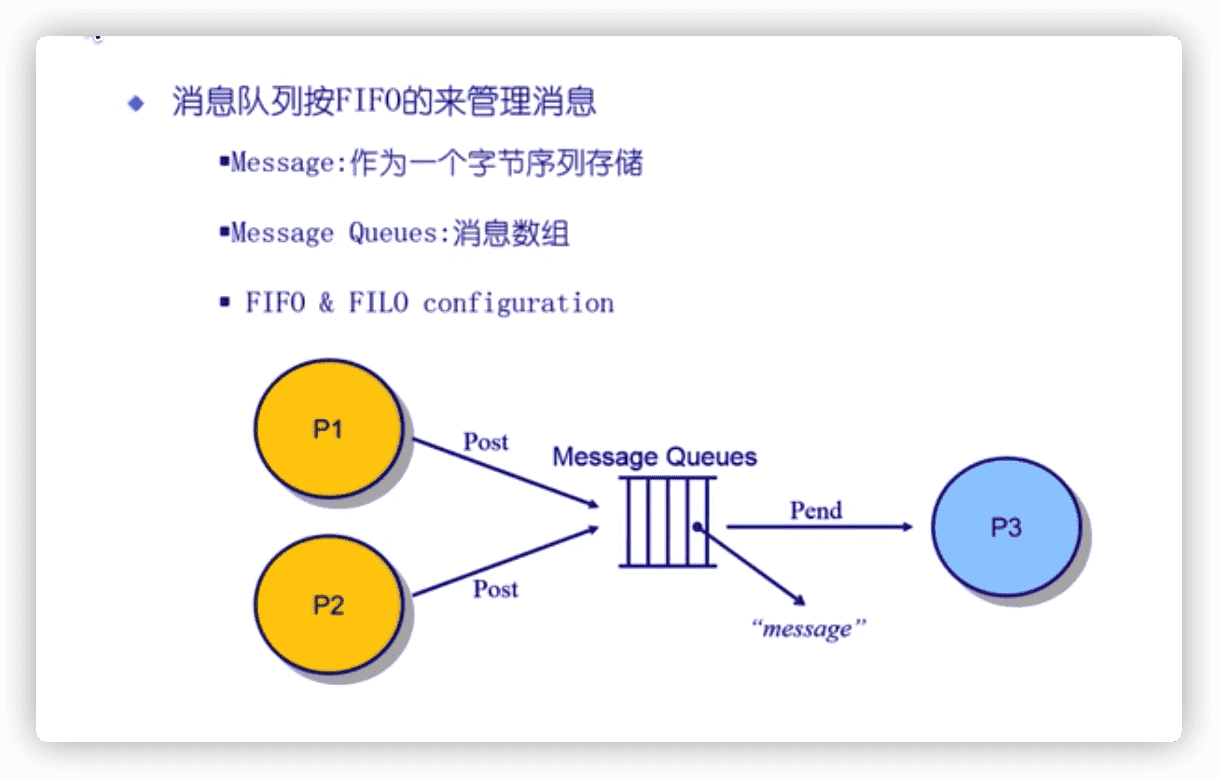 消息队列按FIFO的来管理消息
Message:作为一个字节序列存储
Message Queues:消息数组
FIFO & FILO configuration
P1
Post
Message Queues
Pend
P3
P2
Post
“message”